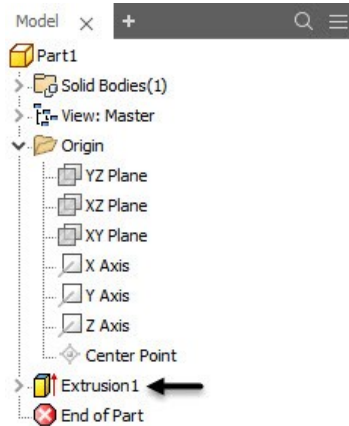 Model × +
Part1
Solid Bodies(1)
View: Master
Origin
YZ Plane
XZ Plane
XY Plane
X Axis
Y Axis
Z Axis
Center Point
Extrusion1
End of Part